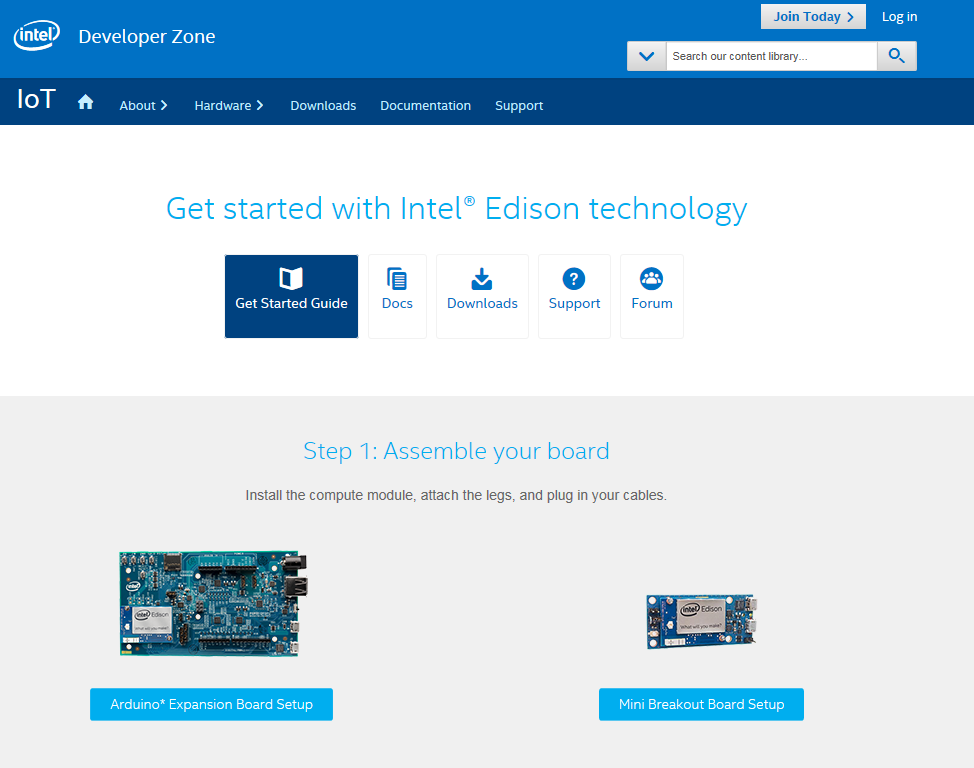 Join Today
Log in
intel
Developer Zone
Search our content library...
IoT
About
Hardware
Downloads
Documentation
Support
Get started with Intel® Edison technology
Get Started Guide
Docs
Downloads
Support
Forum
Step 1: Assemble your board
Install the compute module, attach the legs, and plug in your cables.
intel
intel Edison
What will you make?
intel Edison
What will you make?
Arduino* Expansion Board Setup
Mini Breakout Board Setup